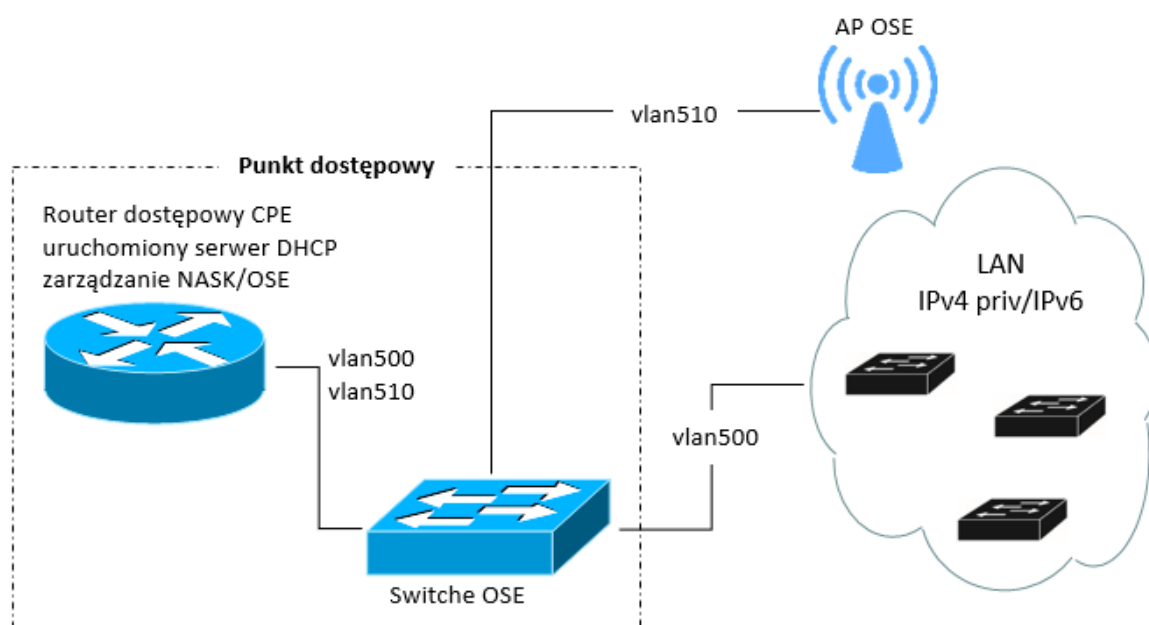 AP OSE
vlan510
Punkt dostępowy
Router dostępowy CPE
uruchomiony serwer DHCP
zarządzanie NASK/OSE
LAN
IPv4 priv/IPv6
vlan500
vlan510
vlan500
Switche OSE